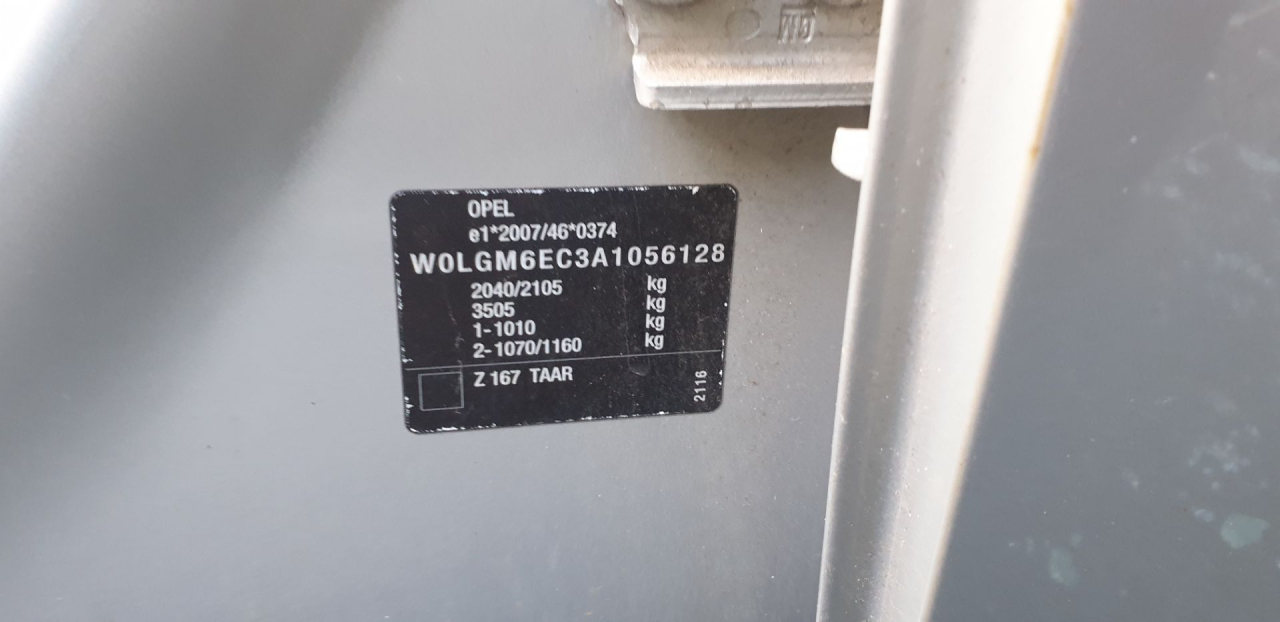 OPEL
e1*2007/46*0374
W0LGM6EC3A1056128
2040/2105 kg
3505 kg
1-1010 kg
2-1070/1160 kg
Z 167 TAAR
2116